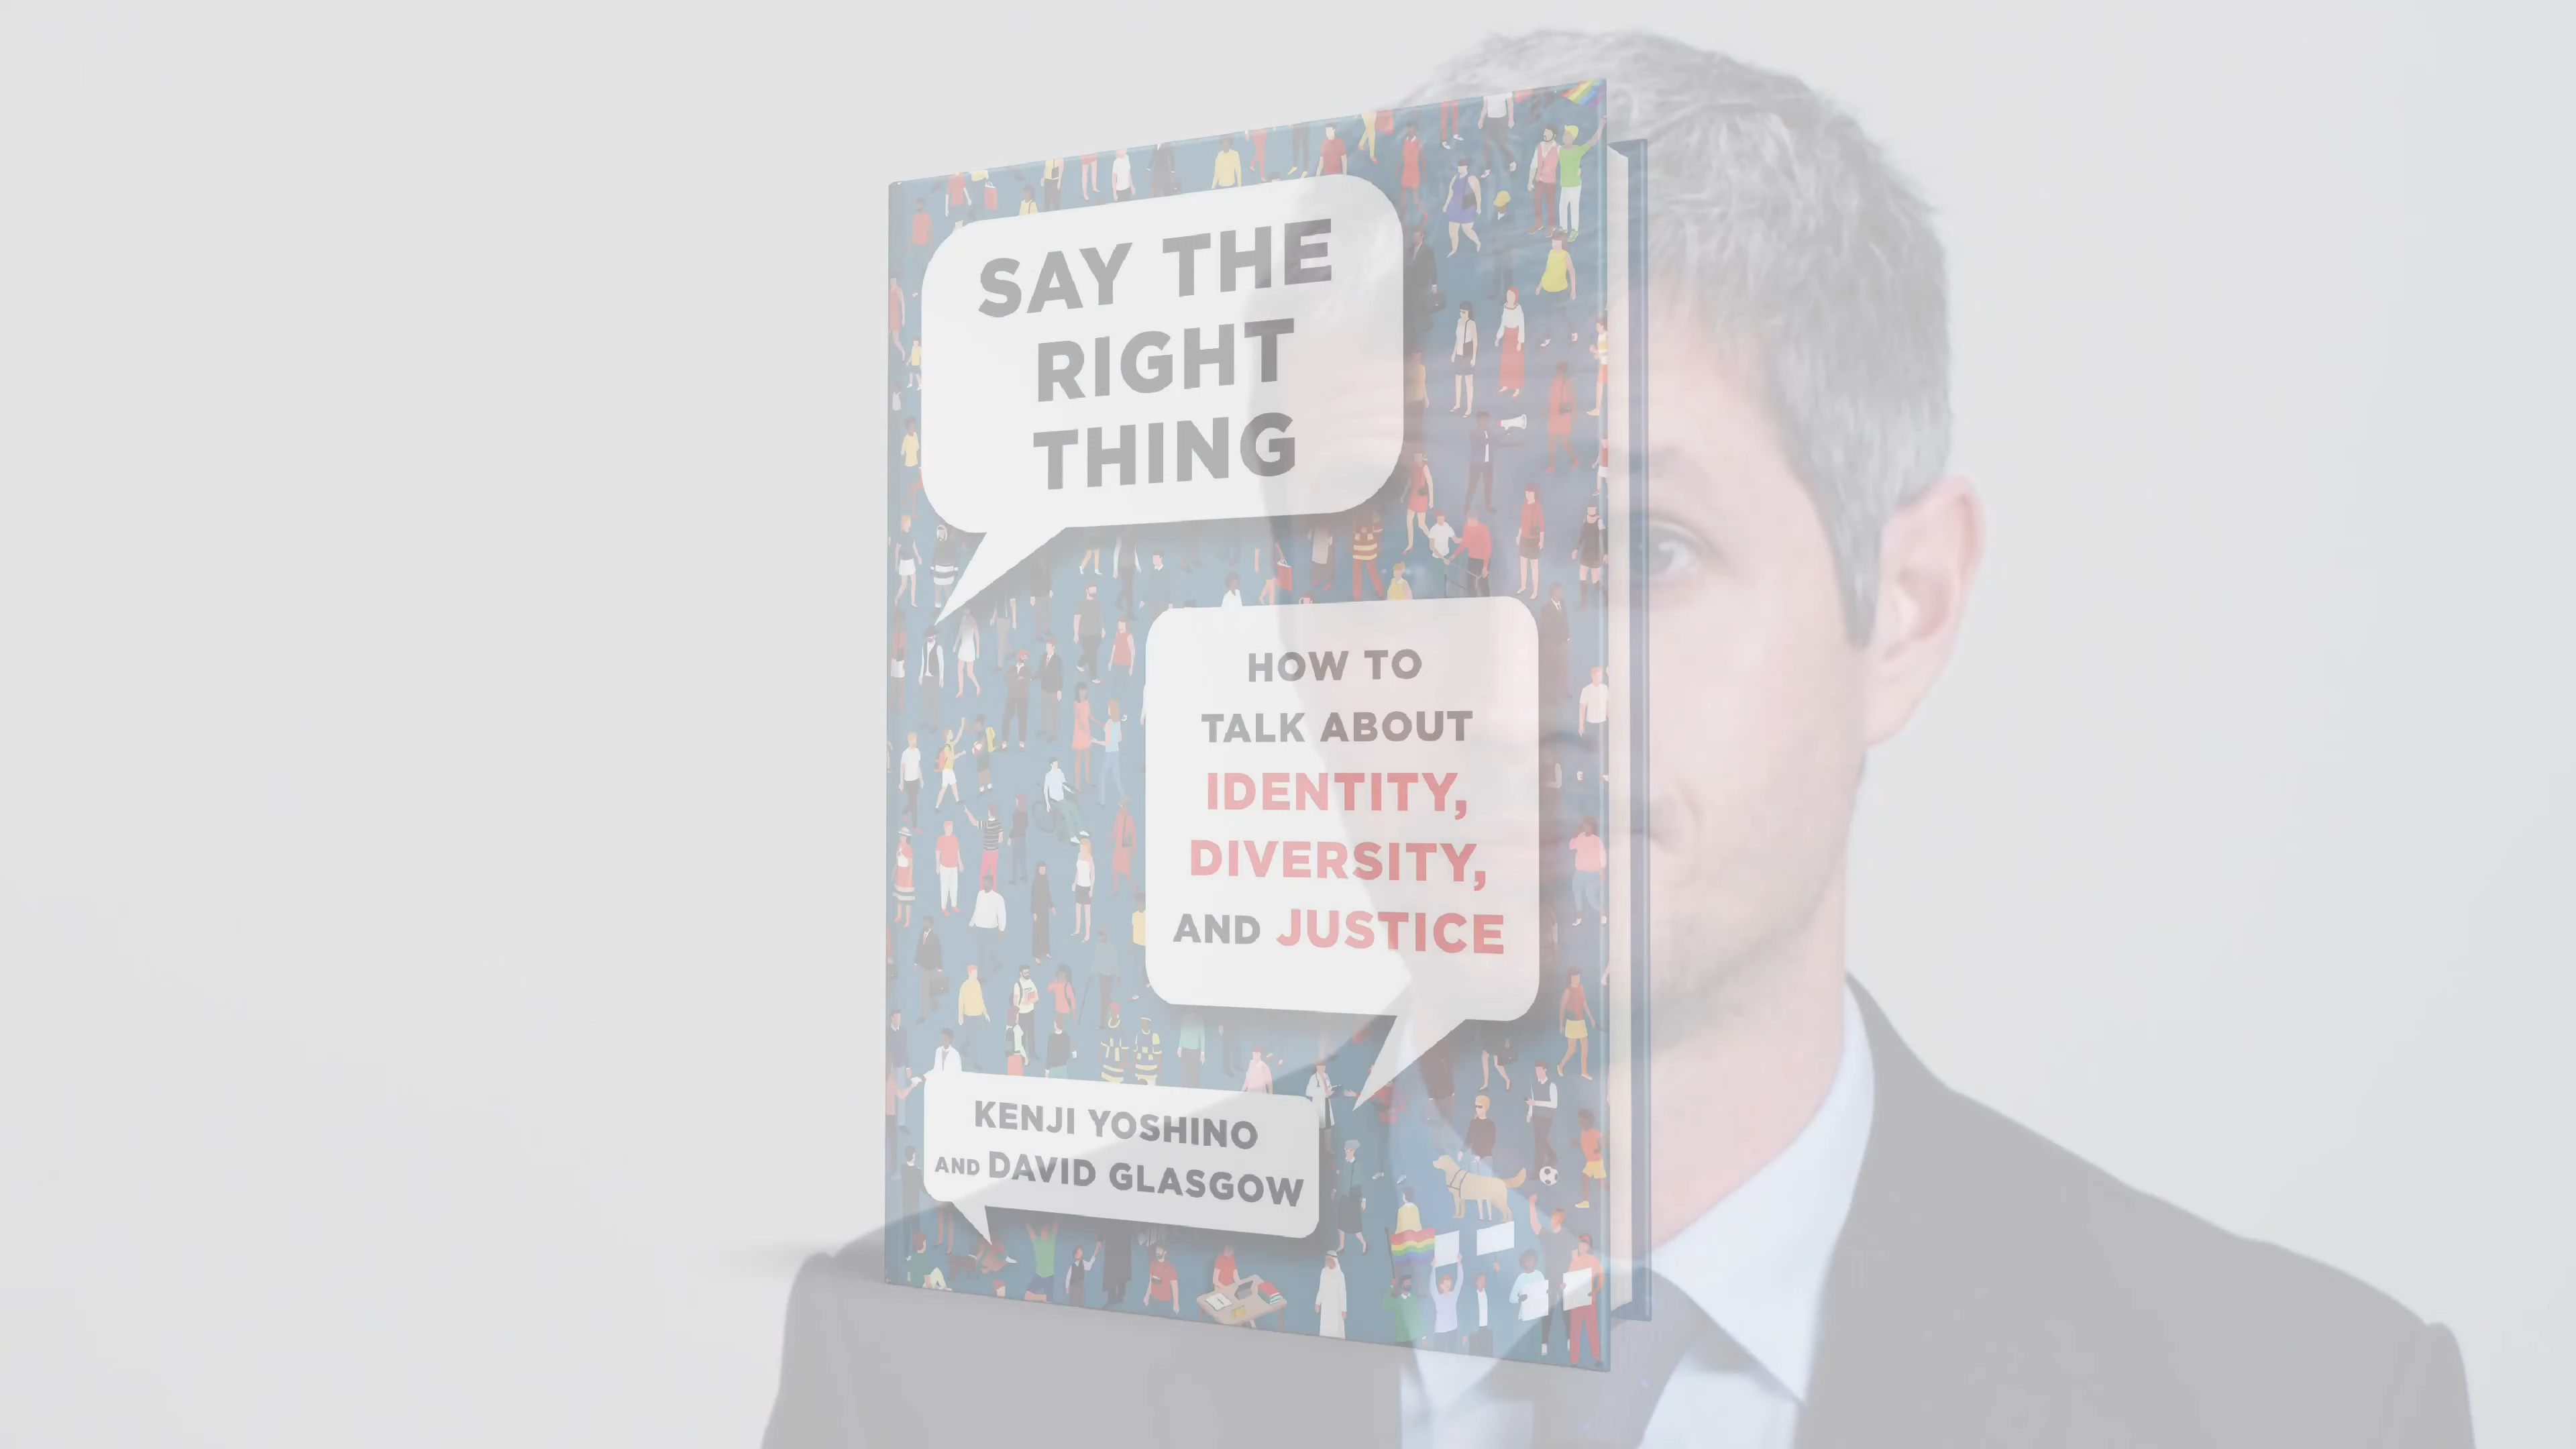 SAY THE
RIGHT
THING
HOW TO
TALK ABOUT
IDENTITY,
DIVERSITY,
AND JUSTICE
KENJI YOSHINO
AND DAVID GLASGOW